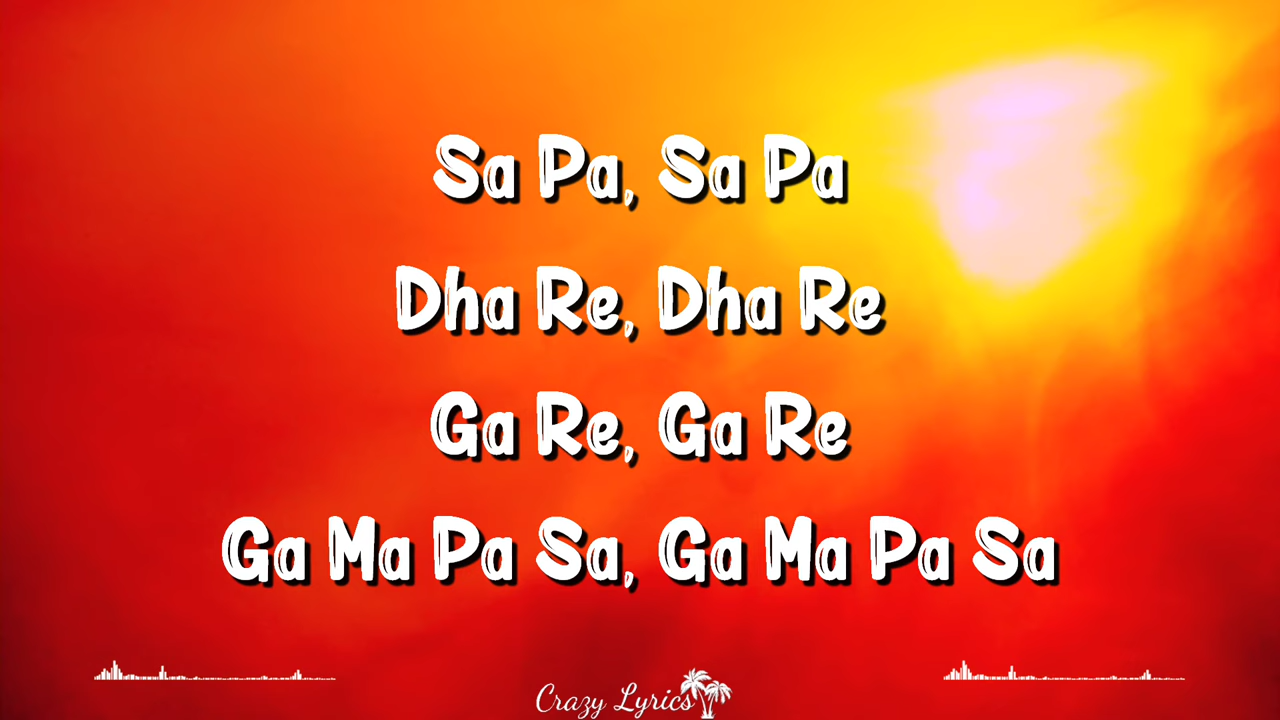 Sa Pa, Sa Pa
Dha Re, Dha Re
Ga Re, Ga Re
Ga Ma Pa Sa, Ga Ma Pa Sa
Crazy Lyrics